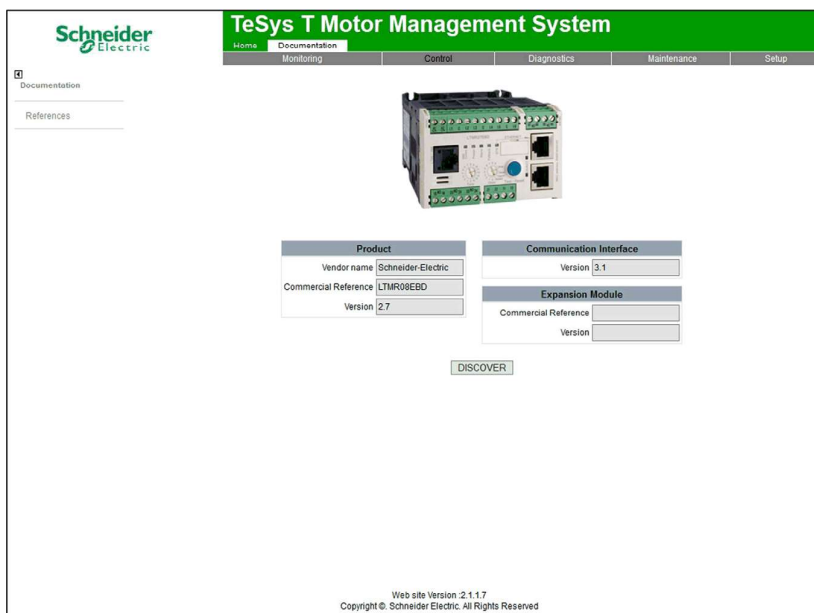 Schneider
Electric
TeSys T Motor Management System
Home Documentation
Monitoring Control Diagnostics Maintenance Setup
Documentation
References
Product
Vendor name Schneider-Electric
Commercial Reference LTMR08EBD
Version 2.7
Communication Interface
Version 3.1
Expansion Module
Commercial Reference
Version
DISCOVER
Web site Version :2.1.1.7
Copyright ©. Schneider Electric. All Rights Reserved